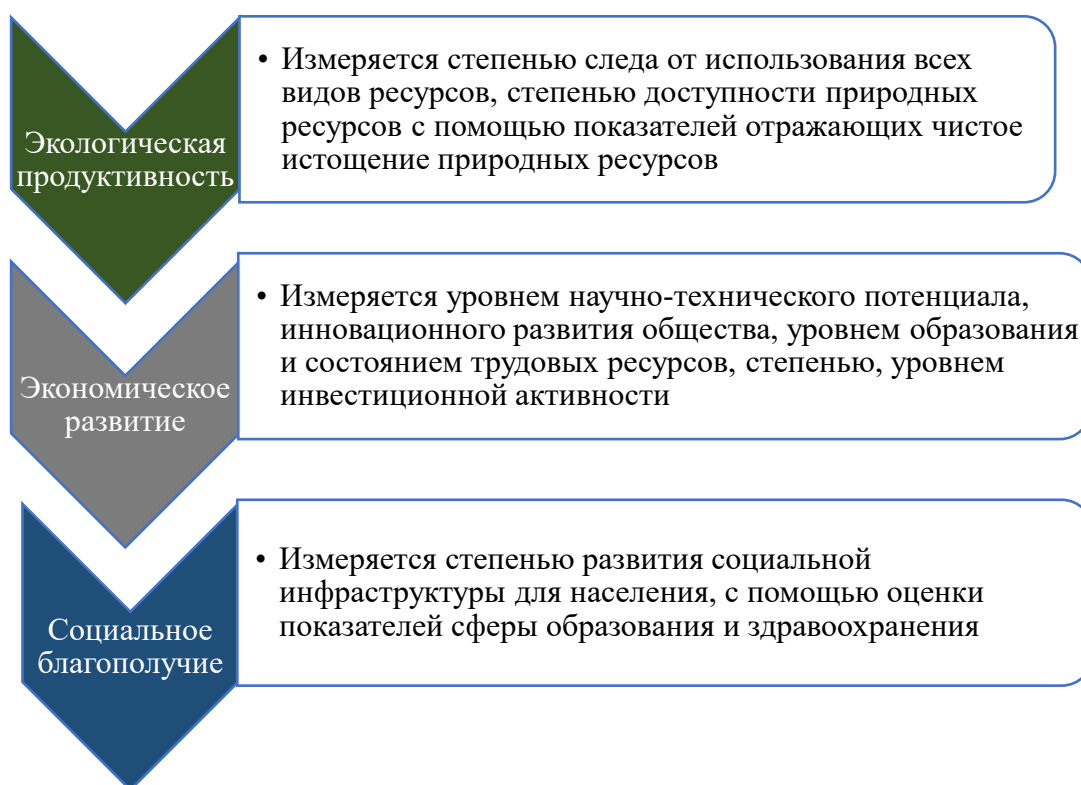 Экологическая
продуктивность
• Измеряется степенью следа от использования всех
видов ресурсов, степенью доступности природных
ресурсов с помощью показателей отражающих чистое
истощение природных ресурсов
Экономическое
развитие
• Измеряется уровнем научно-технического потенциала,
инновационного развития общества, уровнем образования
и состоянием трудовых ресурсов, степенью, уровнем
инвестиционной активности
Социальное
благополучие
• Измеряется степенью развития социальной
инфраструктуры для населения, с помощью оценки
показателей сферы образования и здравоохранения